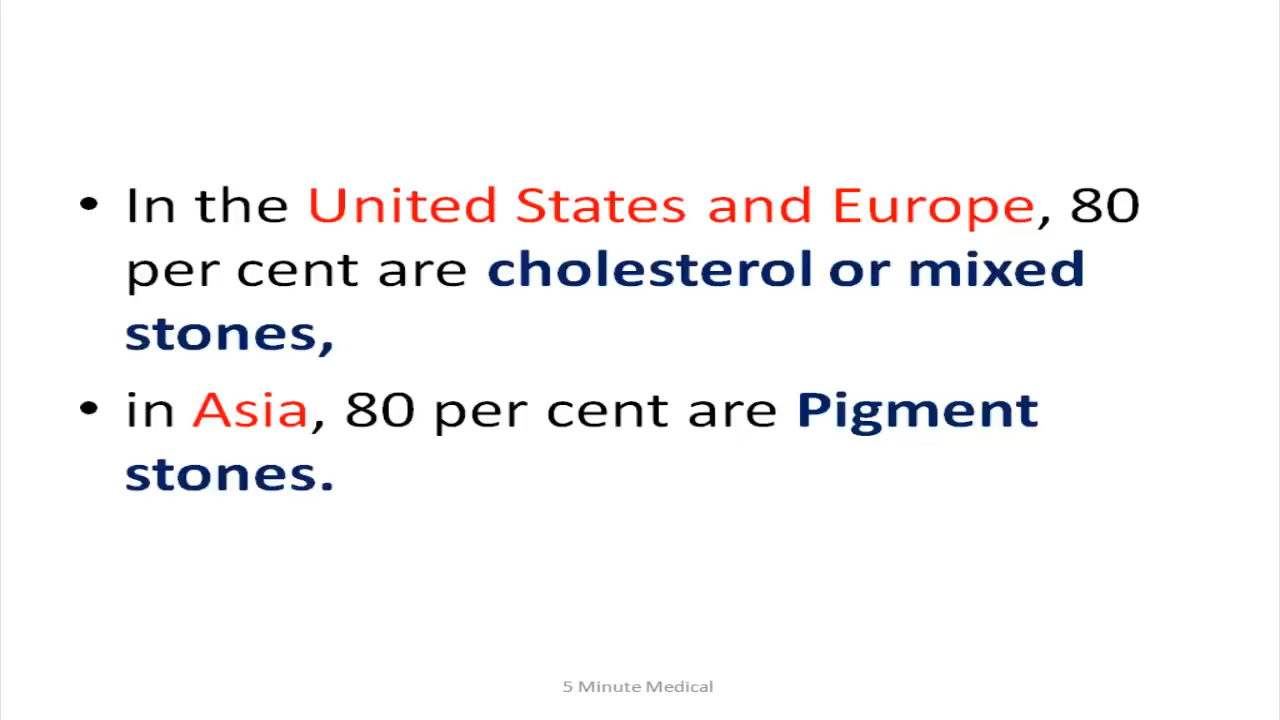 • In the United States and Europe, 80
per cent are cholesterol or mixed
stones,
• in Asia, 80 per cent are Pigment
stones.
5 Minute Medical